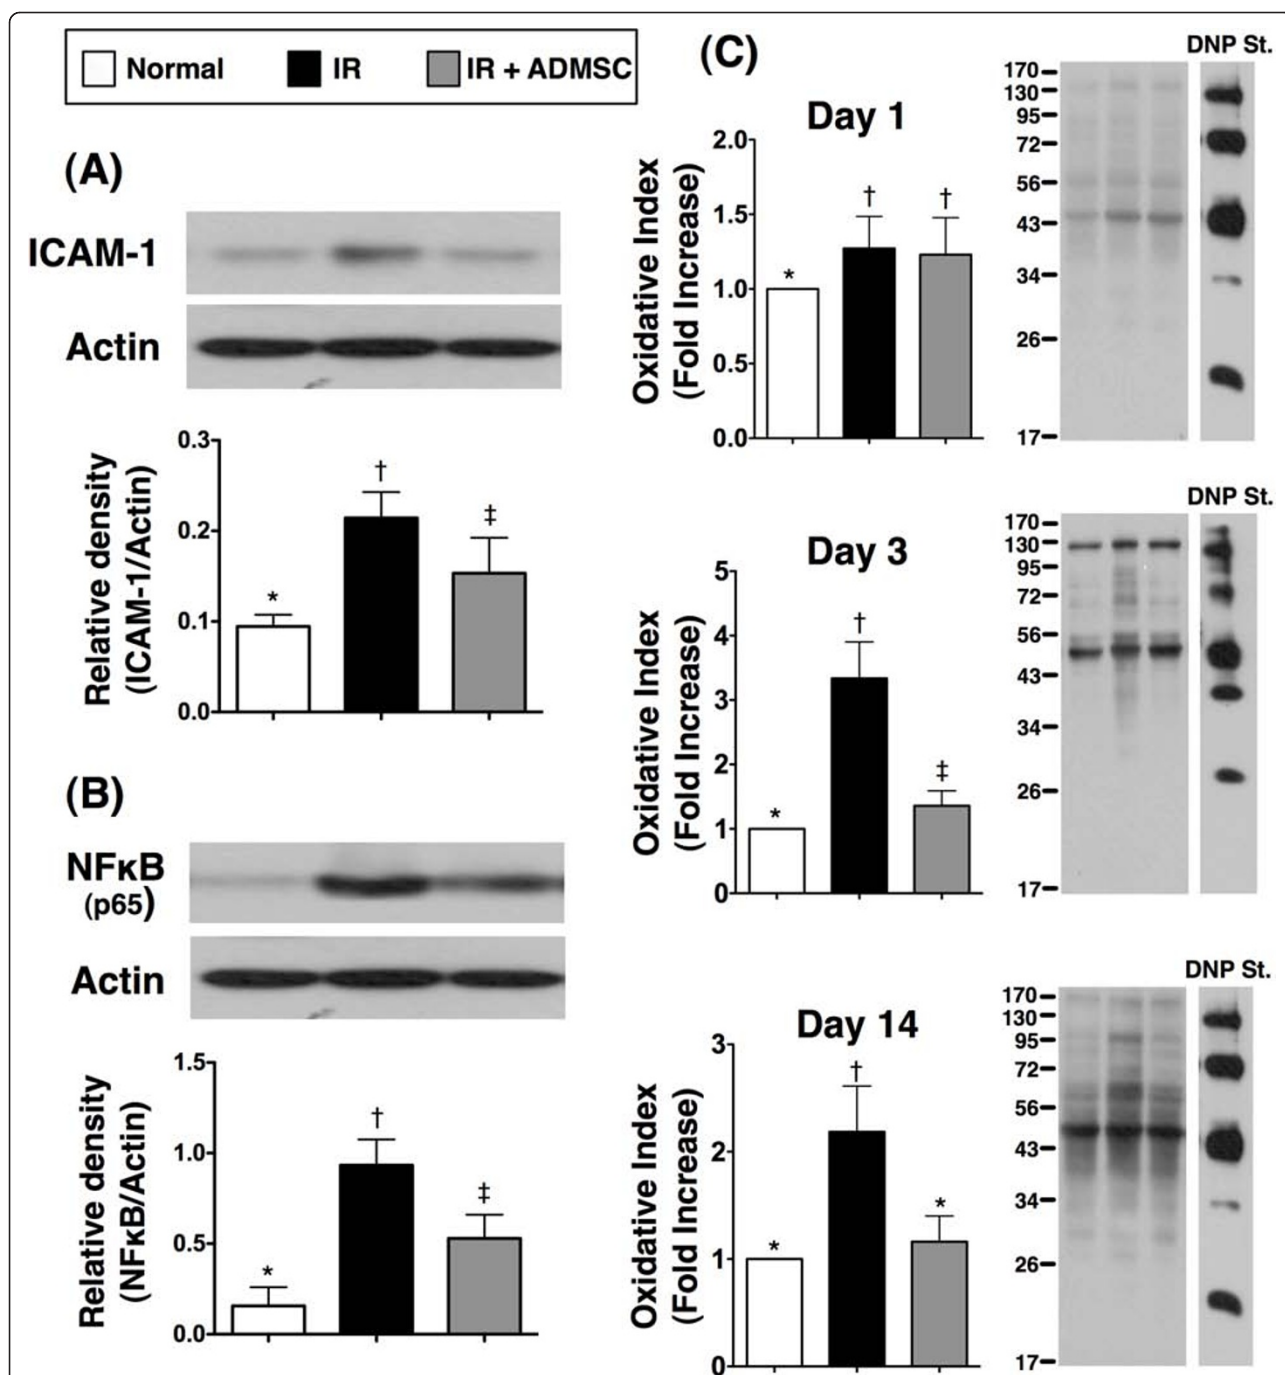 Normal IR IR + ADMSC
(A)
ICAM-1
Actin
Relative density
(ICAM-1/Actin)
0.3
0.2
0.1
0.0
*
†
‡
(B)
NFκB
(p65)
Actin
Relative density
(NFκB/Actin)
1.5
1.0
0.5
0.0
*
†
‡
(C)
Day 1
Oxidative Index
(Fold Increase)
2.0
1.5
1.0
0.5
0.0
*
†
†
DNP St.
170
130
95
72
56
43
34
26
17
Day 3
Oxidative Index
(Fold Increase)
5
4
3
2
1
0
*
†
‡
DNP St.
170
130
95
72
56
43
34
26
17
Day 14
Oxidative Index
(Fold Increase)
3
2
1
0
*
†
*
DNP St.
170
130
95
72
56
43
34
26
17